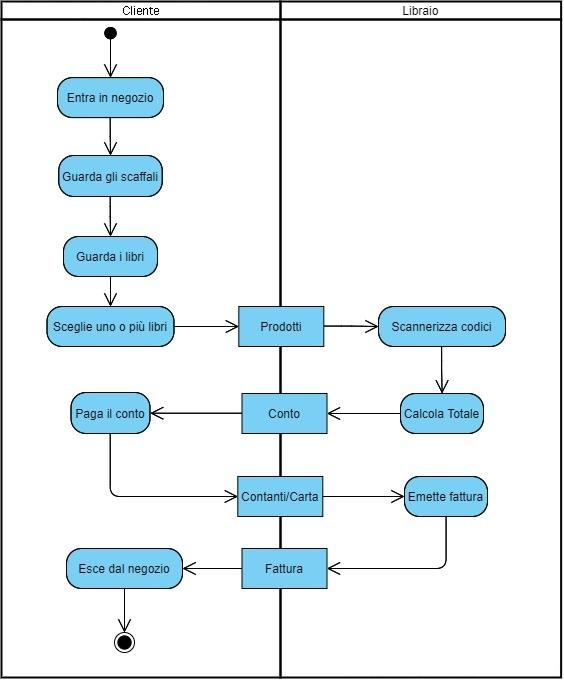 Cliente
Libraio
Entra in negozio
Guarda gli scaffali
Guarda i libri
Sceglie uno o più libri
Prodotti
Scannerizza codici
Paga il conto
Conto
Calcola Totale
Contanti/Carta
Emette fattura
Esce dal negozio
Fattura